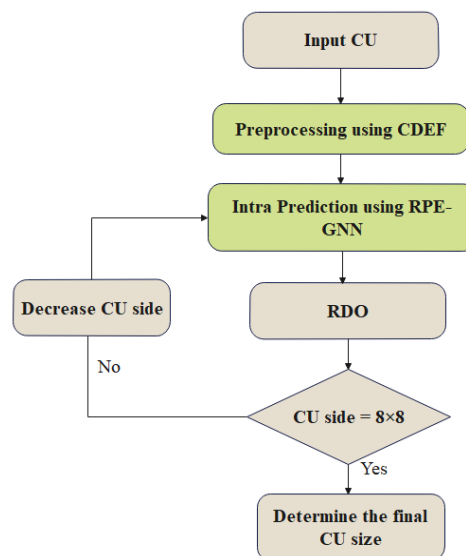 Input CU
Preprocessing using CDEF
Intra Prediction using RPE-
GNN
Decrease CU side
RDO
No
CU side = 8×8
Yes
Determine the final
CU size